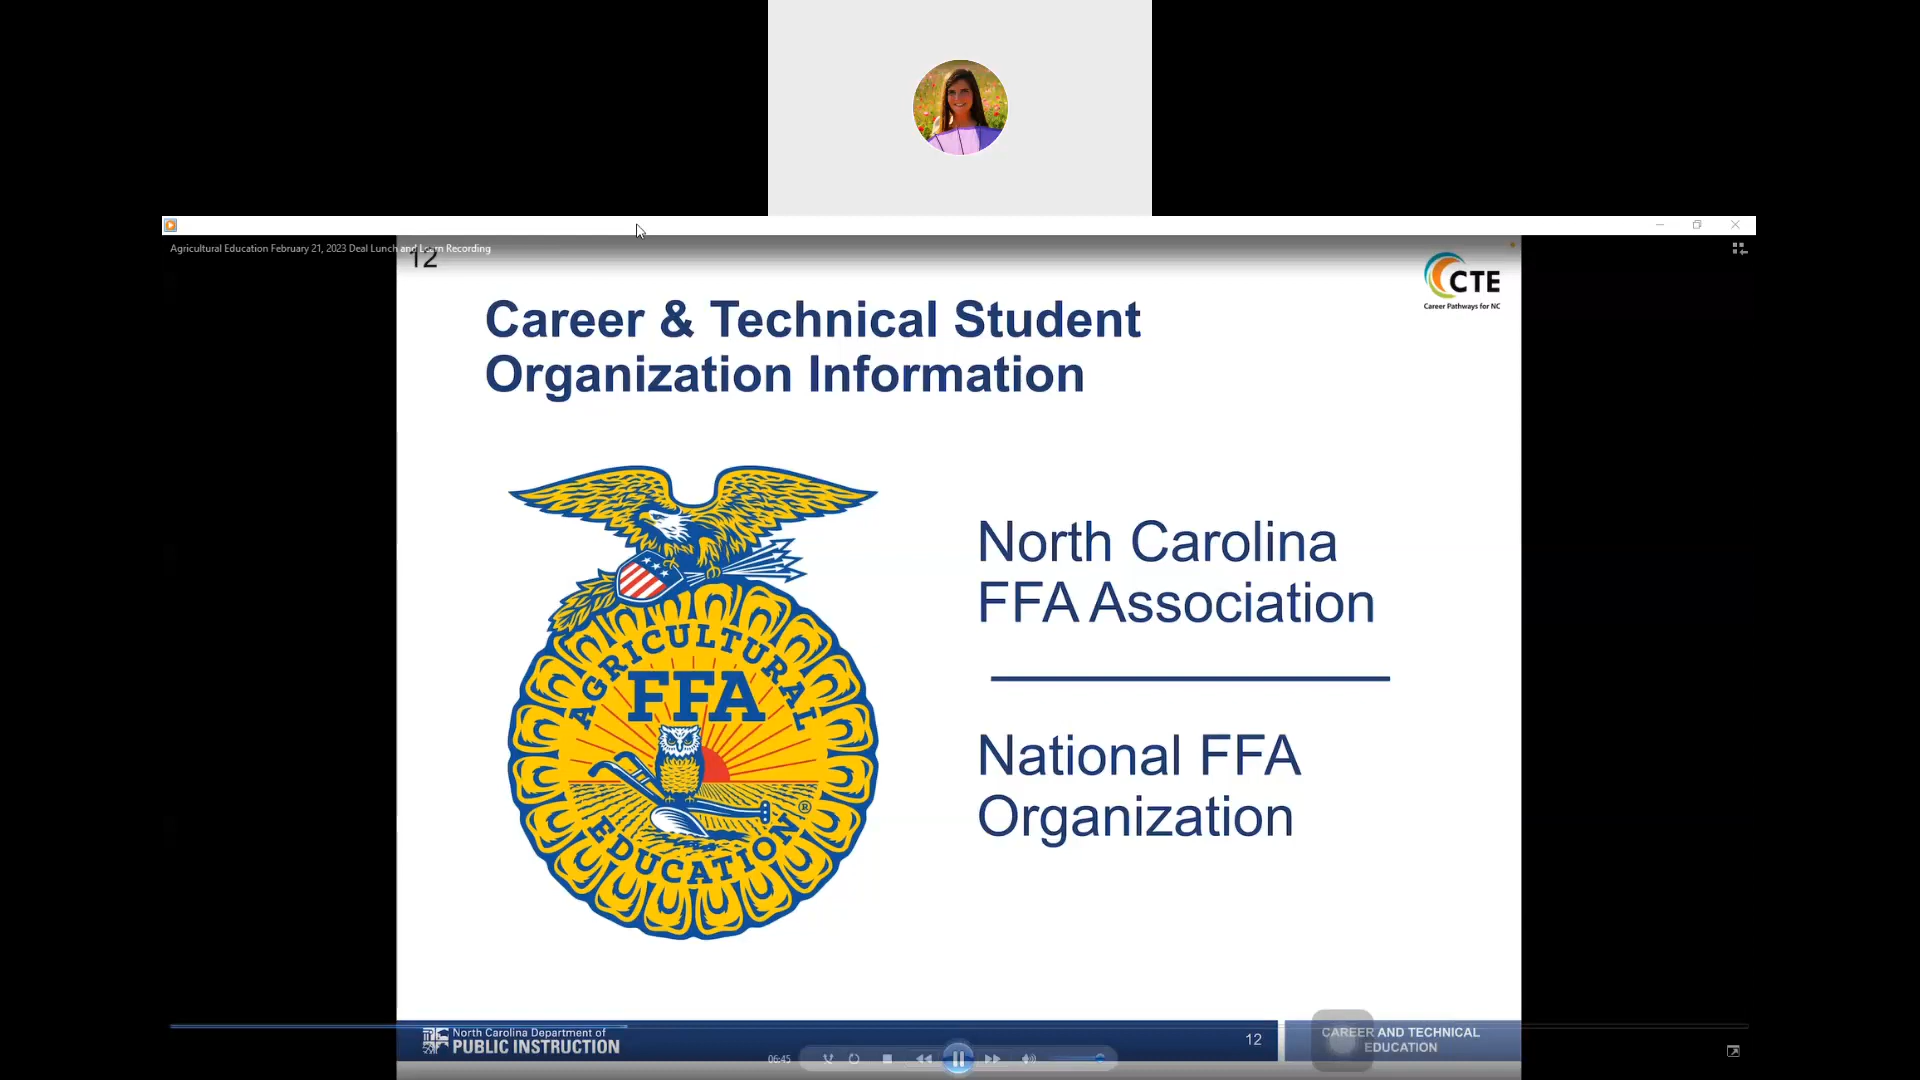 Agricultural Education February 21, 2023 Deal Lunch and Learn Recording
12
CTE
Career Pathways for NC
Career & Technical Student
Organization Information
AGRICULTURAL
FFA
EDUCATION
®
North Carolina
FFA Association
National FFA
Organization
North Carolina Department of
PUBLIC INSTRUCTION
12
CAREER AND TECHNICAL
EDUCATION
06:45